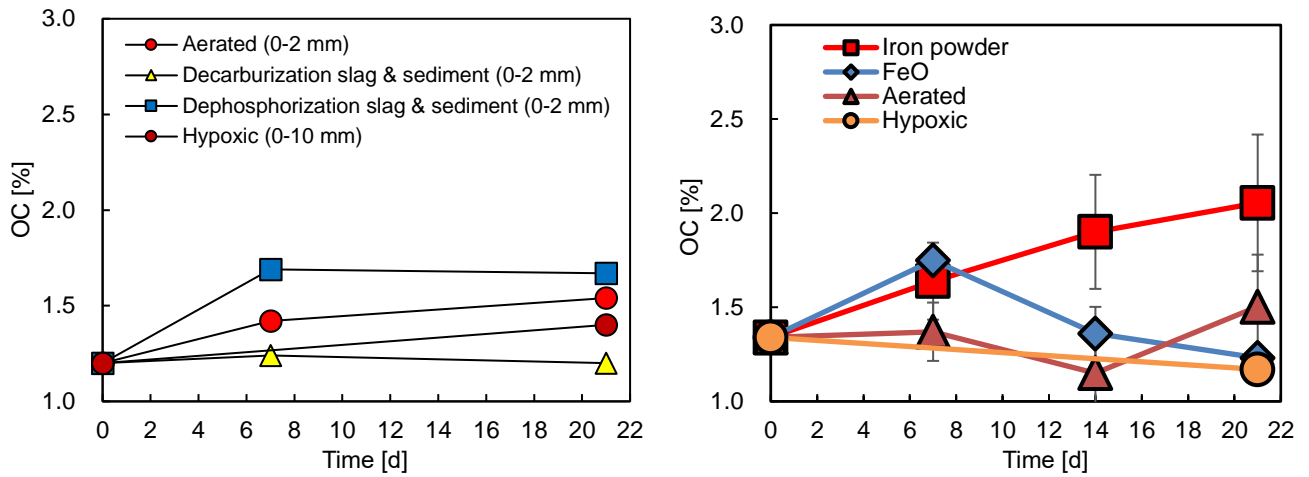 3.0
2.5
2.0
1.5
1.0
OC [%]
Aerated (0-2 mm)
Decarburization slag & sediment (0-2 mm)
Dephosphorization slag & sediment (0-2 mm)
Hypoxic (0-10 mm)
0 2 4 6 8 10 12 14 16 18 20 22
Time [d]
3.0
2.5
2.0
1.5
1.0
OC [%]
Iron powder
FeO
Aerated
Hypoxic
0 2 4 6 8 10 12 14 16 18 20 22
Time [d]